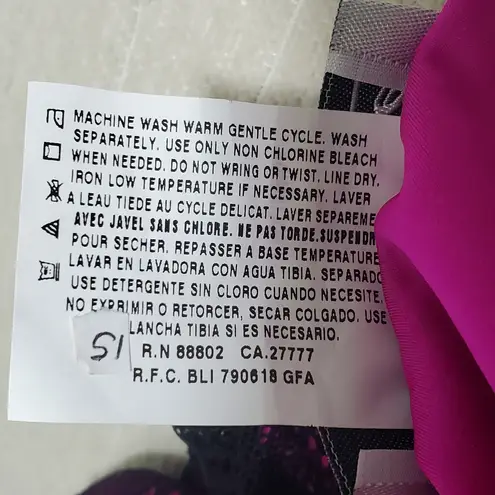 MACHINE WASH WARM GENTLE CYCLE. WASH
SEPARATELY. USE ONLY NON CHLORINE BLEACH
WHEN NEEDED. DO NOT WRING OR TWIST. LINE DRY.
IRON LOW TEMPERATURE IF NECESSARY. LAVER
A LEAU TIEDE AU CYCLE DELICAT. LAVER SEPAREME
AVEC JAVEL SANS CHLORE. NE PAS TORDE.SUSPENDR
POUR SECHER. REPASSER A BASE TEMPERATURE
LAVAR EN LAVADORA CON AGUA TIBIA. SEPARADO
USE DETERGENTE SIN CLORO CUANDO NECESITE.
NO EXPRIMIR O RETORCER, SECAR COLGADO. USE
LANCHA TIBIA SI ES NECESARIO.
51
R.N 88802 CA.27777
R.F.C. BLI 790618 GFA